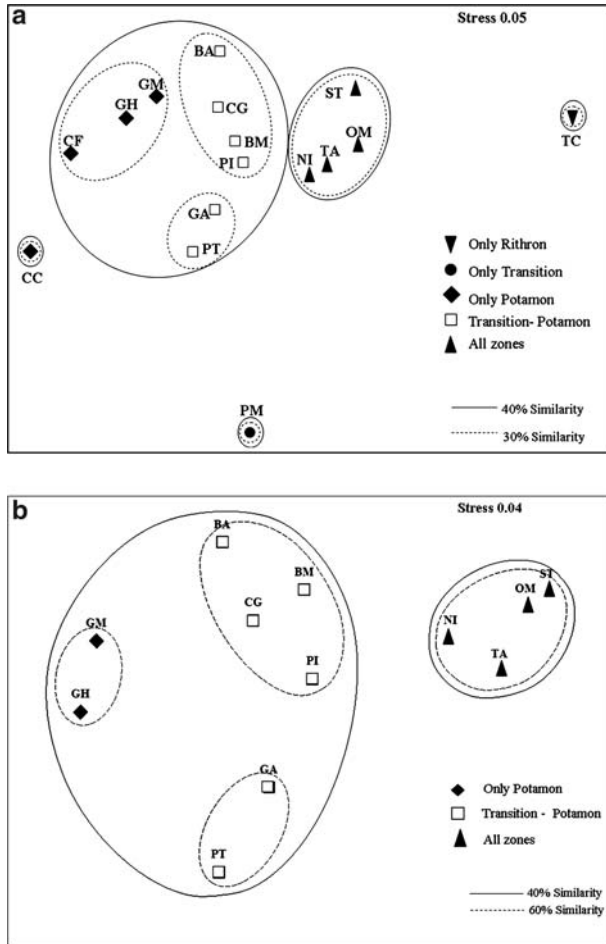 a
Stress 0.05
BA
GM
GH
CG
ST
CF
BM
OM
TC
PI
TA
NI
GA
PT
CC
Only Rithron
Only Transition
Only Potamon
Transition- Potamon
All zones
PM
40% Similarity
30% Similarity
b
Stress 0.04
BA
BM
ST
OM
CG
NI
GM
PI
TA
GH
GA
PT
Only Potamon
Transition - Potamon
All zones
40% Similarity
60% Similarity